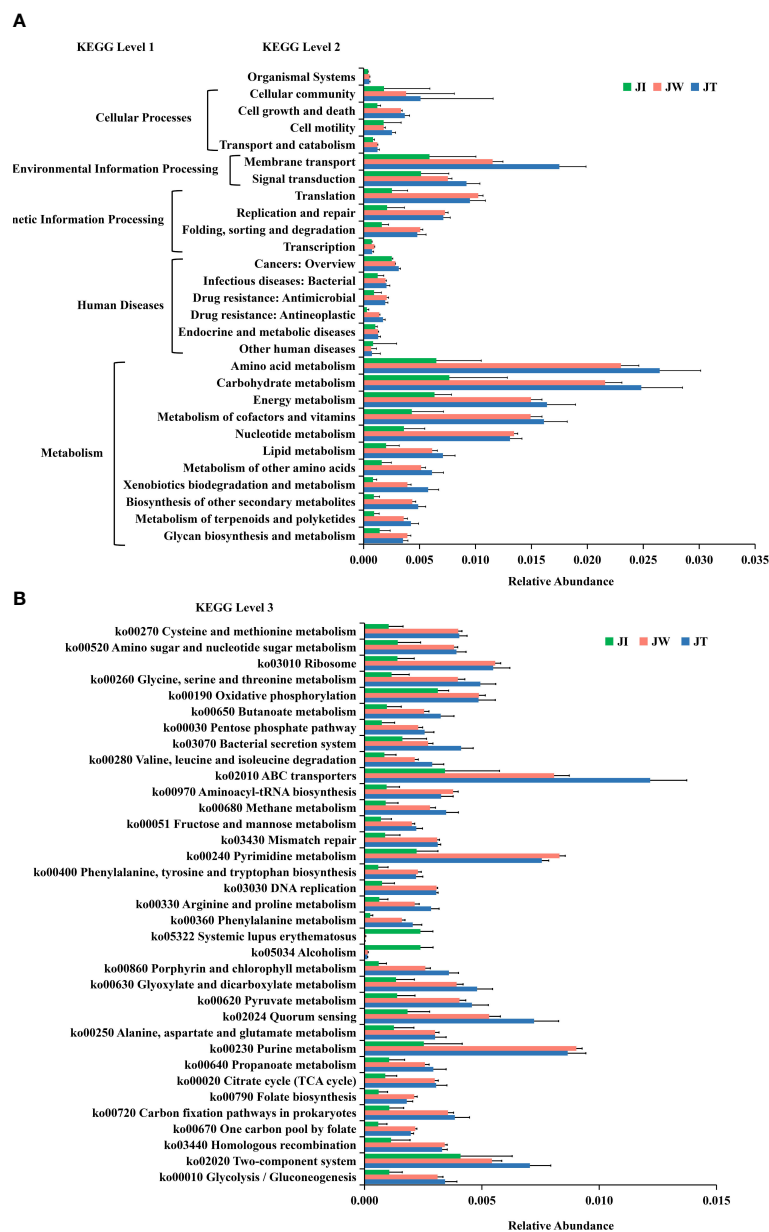 A
KEGG Level 1 KEGG Level 2
JI JW JT
Organismal Systems
Cellular Processes
Cellular community
Cell growth and death
Cell motility
Transport and catabolism
Environmental Information Processing
Membrane transport
Signal transduction
netic Information Processing
Translation
Replication and repair
Folding, sorting and degradation
Transcription
Human Diseases
Cancers: Overview
Infectious diseases: Bacterial
Drug resistance: Antimicrobial
Drug resistance: Antineoplastic
Endocrine and metabolic diseases
Other human diseases
Metabolism
Amino acid metabolism
Carbohydrate metabolism
Energy metabolism
Metabolism of cofactors and vitamins
Nucleotide metabolism
Lipid metabolism
Metabolism of other amino acids
Xenobiotics biodegradation and metabolism
Biosynthesis of other secondary metabolites
Metabolism of terpenoids and polyketides
Glycan biosynthesis and metabolism
0.000 0.005 0.010 0.015 0.020 0.025 0.030 0.035
Relative Abundance
B
KEGG Level 3
JI JW JT
ko00270 Cysteine and methionine metabolism
ko00520 Amino sugar and nucleotide sugar metabolism
ko03010 Ribosome
ko00260 Glycine, serine and threonine metabolism
ko00190 Oxidative phosphorylation
ko00650 Butanoate metabolism
ko00030 Pentose phosphate pathway
ko03070 Bacterial secretion system
ko00280 Valine, leucine and isoleucine degradation
ko02010 ABC transporters
ko00970 Aminoacyl-tRNA biosynthesis
ko00680 Methane metabolism
ko00051 Fructose and mannose metabolism
ko03430 Mismatch repair
ko00240 Pyrimidine metabolism
ko00400 Phenylalanine, tyrosine and tryptophan biosynthesis
ko03030 DNA replication
ko00330 Arginine and proline metabolism
ko00360 Phenylalanine metabolism
ko05322 Systemic lupus erythematosus
ko05034 Alcoholism
ko00860 Porphyrin and chlorophyll metabolism
ko00630 Glyoxylate and dicarboxylate metabolism
ko00620 Pyruvate metabolism
ko02024 Quorum sensing
ko00250 Alanine, aspartate and glutamate metabolism
ko00230 Purine metabolism
ko00640 Propanoate metabolism
ko00020 Citrate cycle (TCA cycle)
ko00790 Folate biosynthesis
ko00720 Carbon fixation pathways in prokaryotes
ko00670 One carbon pool by folate
ko03440 Homologous recombination
ko02020 Two-component system
ko00010 Glycolysis / Gluconeogenesis
0.000 0.005 0.010 0.015
Relative Abundance